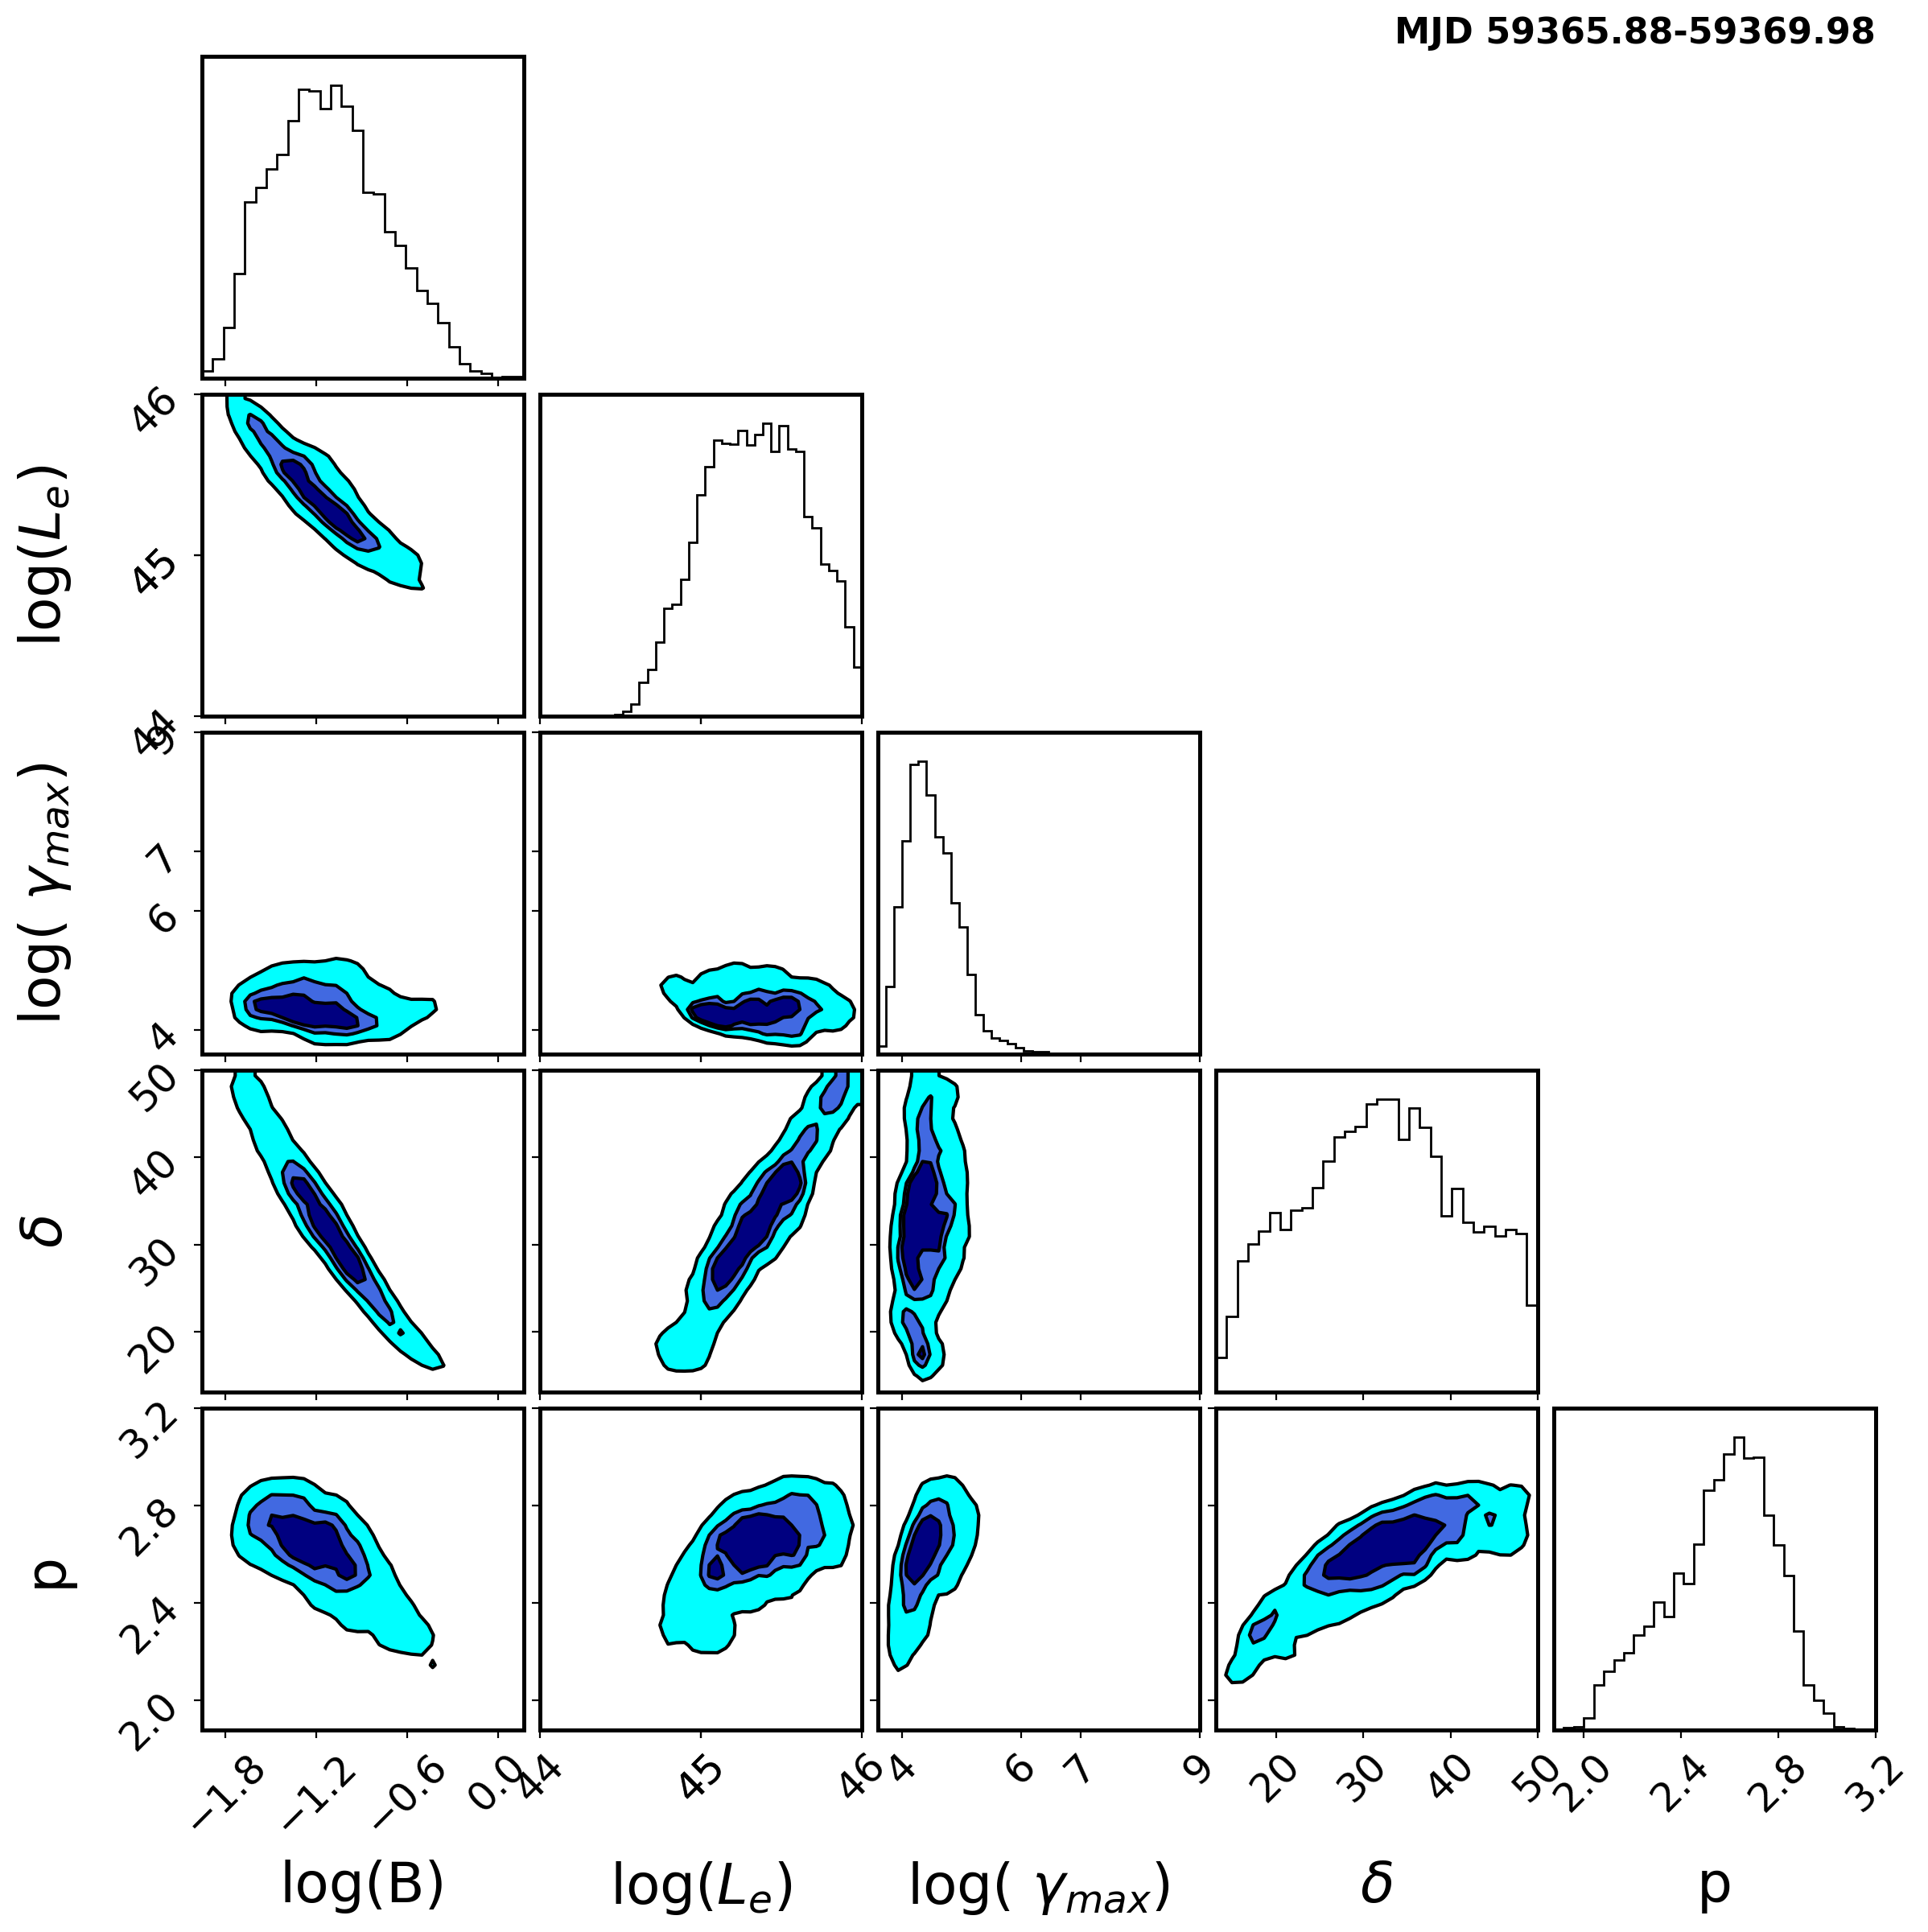 MJD 59365.88-59369.98
log(L_e)
46
45
44
log( γ_max)
9
7
6
4
δ
50
40
30
20
p
3.2
2.8
2.4
2.0
−1.8 −1.2 −0.6 0.0 44 45 46 4 6 7 9 20 30 40 50 2.0 2.4 2.8 3.2
log(B) log(L_e) log( γ_max) δ p